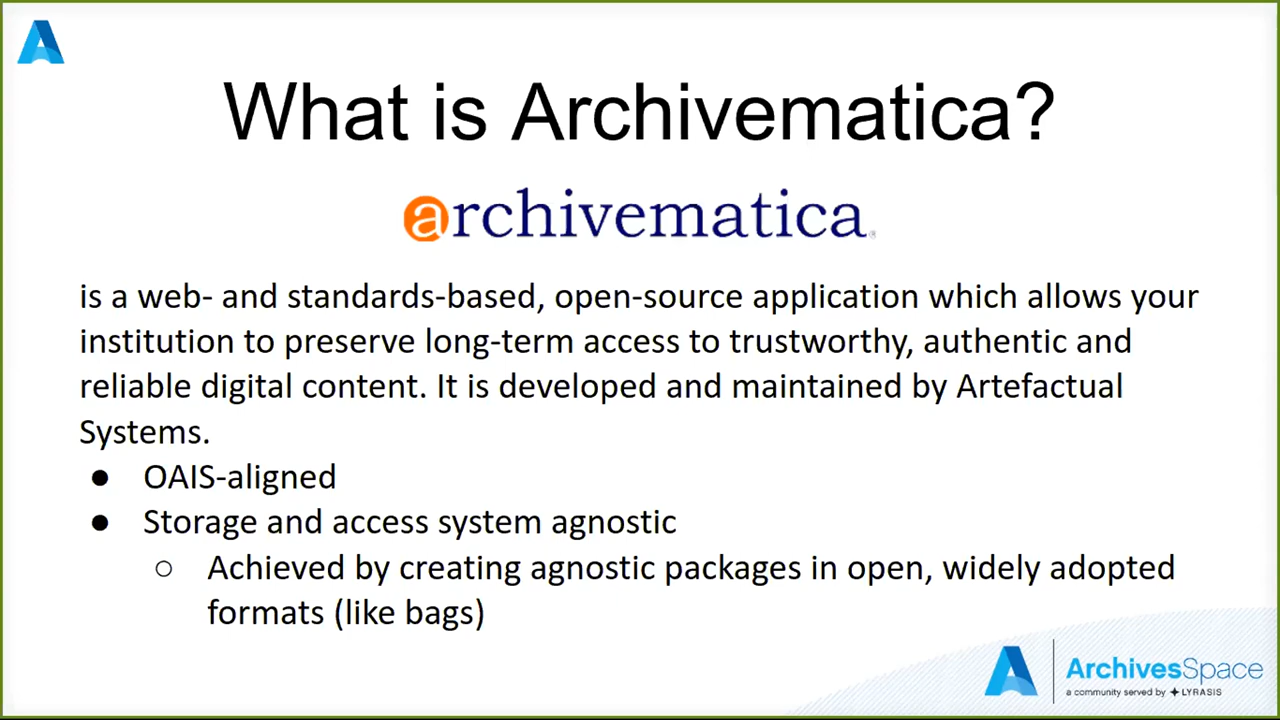 What is Archivematica?
archivematica®
is a web- and standards-based, open-source application which allows your
institution to preserve long-term access to trustworthy, authentic and
reliable digital content. It is developed and maintained by Artefactual
Systems.
● OAIS-aligned
● Storage and access system agnostic
○ Achieved by creating agnostic packages in open, widely adopted
formats (like bags)
ArchivesSpace
a community served by LYRASIS